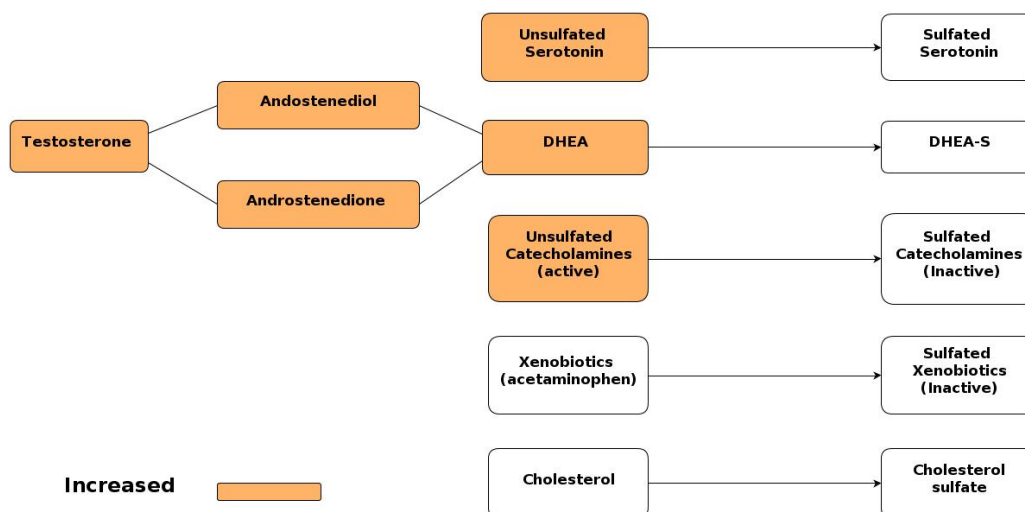 Unsulfated
Serotonin
Sulfated
Serotonin
Andostenediol
Testosterone
DHEA
DHEA-S
Androstenedione
Unsulfated
Catecholamines
(active)
Sulfated
Catecholamines
(Inactive)
Xenobiotics
(acetaminophen)
Sulfated
Xenobiotics
(Inactive)
Cholesterol
Cholesterol
sulfate
Increased